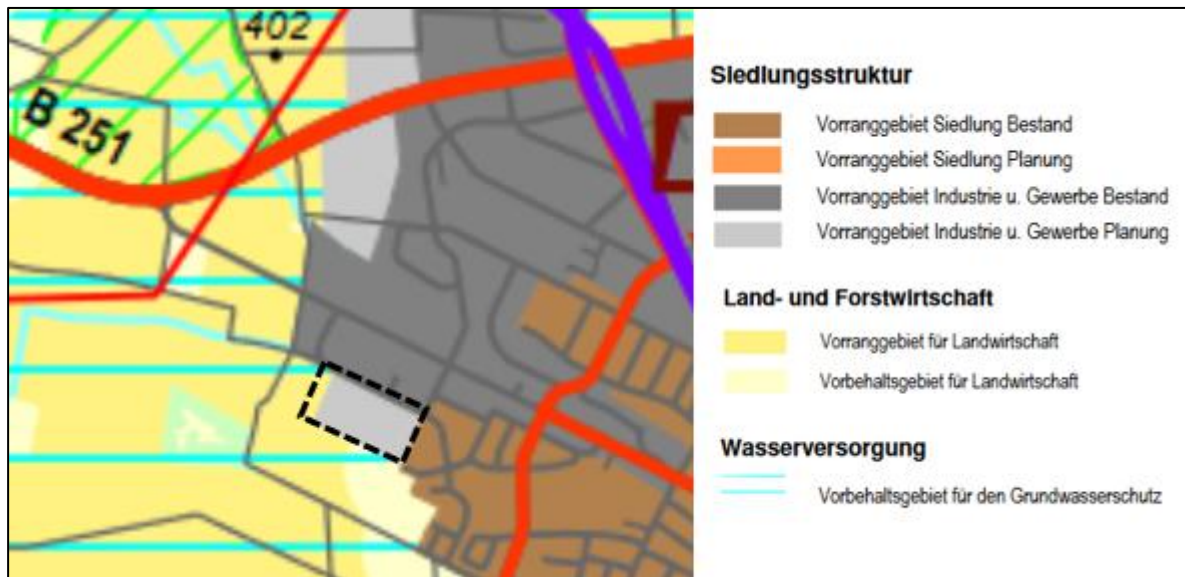 402
B 251
Siedlungsstruktur
Vorranggebiet Siedlung Bestand
Vorranggebiet Siedlung Planung
Vorranggebiet Industrie u. Gewerbe Bestand
Vorranggebiet Industrie u. Gewerbe Planung
Land- und Forstwirtschaft
Vorranggebiet für Landwirtschaft
Vorbehaltsgebiet für Landwirtschaft
Wasserversorgung
Vorbehaltsgebiet für den Grundwasserschutz